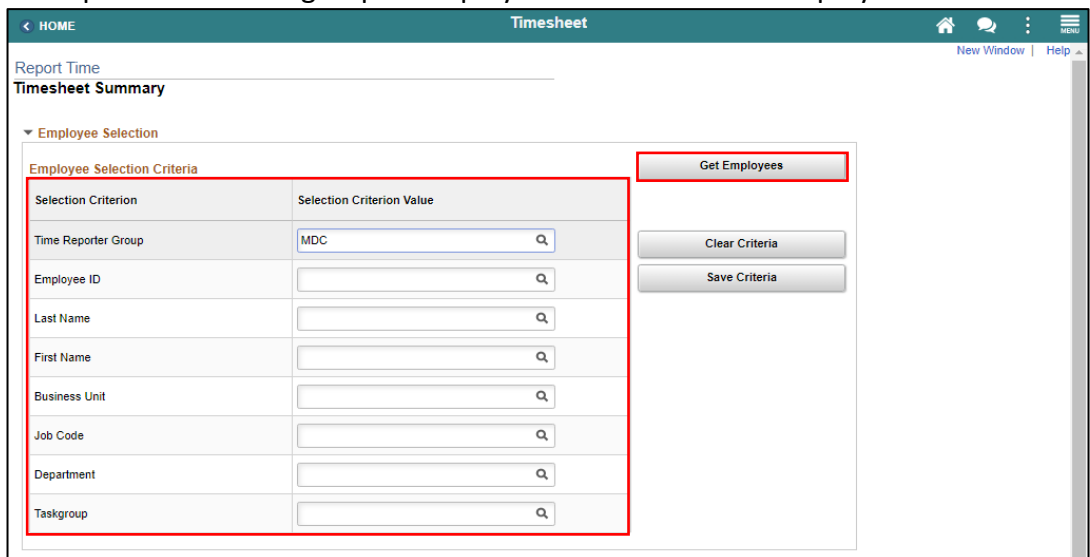 HOME Timesheet MENU
New Window | Help
Report Time
Timesheet Summary
Employee Selection
Employee Selection Criteria Get Employees
Selection Criterion Selection Criterion Value
Time Reporter Group MDC Clear Criteria
Employee ID Save Criteria
Last Name
First Name
Business Unit
Job Code
Department
Taskgroup